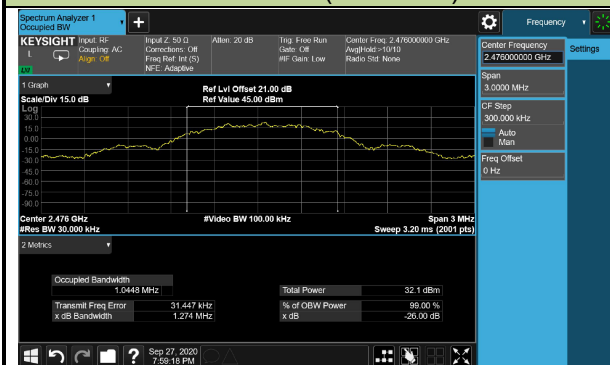 Spectrum Analyzer 1
Occupied BW
Frequency
KEYSIGHT
Input: RF
Coupling: AC
Align: Off
Input Z: 50 Ω
Corrections: Off
Freq Ref: Int (S)
NFE: Adaptive
Atten: 20 dB
Trig: Free Run
Gate: Off
#IF Gain: Low
Center Freq: 2.476000000 GHz
Avg|Hold:>10/10
Radio Std: None
L
Center Frequency
2.476000000 GHz
Settings
Span
3.0000 MHz
CF Step
300.000 kHz
Auto
Man
Freq Offset
0 Hz
1 Graph
Scale/Div 15.0 dB
Ref Lvl Offset 21.00 dB
Ref Value 45.00 dBm
Log
30.0
15.0
0.00
-15.0
-30.0
-45.0
-60.0
-75.0
-90.0
Center 2.476 GHz
#Video BW 100.00 kHz
Span 3 MHz
#Res BW 30.000 kHz
Sweep 3.20 ms (2001 pts)
2 Metrics
Occupied Bandwidth
1.0448 MHz
Total Power
32.1 dBm
Transmit Freq Error
31.447 kHz
% of OBW Power
99.00 %
x dB Bandwidth
1.274 MHz
x dB
-26.00 dB
?
Sep 27, 2020
7:59:18 PM